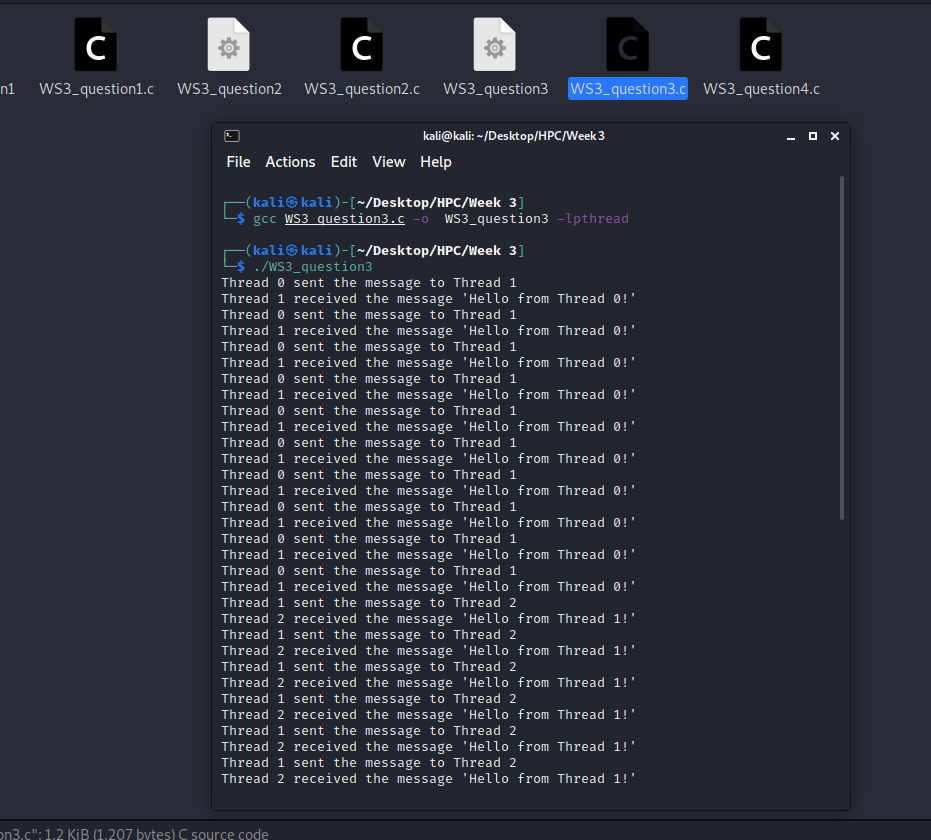 n1 WS3_question1.c WS3_question2 WS3_question2.c WS3_question3 WS3_question3.c WS3_question4.c
kali@kali: ~/Desktop/HPC/Week 3
File Actions Edit View Help
┌──(kali㉿kali)-[~/Desktop/HPC/Week 3]
└─$ gcc WS3_question3.c -o  WS3_question3 -lpthread
┌──(kali㉿kali)-[~/Desktop/HPC/Week 3]
└─$ ./WS3_question3
Thread 0 sent the message to Thread 1
Thread 1 received the message 'Hello from Thread 0!'
Thread 0 sent the message to Thread 1
Thread 1 received the message 'Hello from Thread 0!'
Thread 0 sent the message to Thread 1
Thread 1 received the message 'Hello from Thread 0!'
Thread 0 sent the message to Thread 1
Thread 1 received the message 'Hello from Thread 0!'
Thread 0 sent the message to Thread 1
Thread 1 received the message 'Hello from Thread 0!'
Thread 0 sent the message to Thread 1
Thread 1 received the message 'Hello from Thread 0!'
Thread 0 sent the message to Thread 1
Thread 1 received the message 'Hello from Thread 0!'
Thread 0 sent the message to Thread 1
Thread 1 received the message 'Hello from Thread 0!'
Thread 0 sent the message to Thread 1
Thread 1 received the message 'Hello from Thread 0!'
Thread 0 sent the message to Thread 1
Thread 1 received the message 'Hello from Thread 0!'
Thread 1 sent the message to Thread 2
Thread 2 received the message 'Hello from Thread 1!'
Thread 1 sent the message to Thread 2
Thread 2 received the message 'Hello from Thread 1!'
Thread 1 sent the message to Thread 2
Thread 2 received the message 'Hello from Thread 1!'
Thread 1 sent the message to Thread 2
Thread 2 received the message 'Hello from Thread 1!'
Thread 1 sent the message to Thread 2
Thread 2 received the message 'Hello from Thread 1!'
Thread 1 sent the message to Thread 2
Thread 2 received the message 'Hello from Thread 1!'
on3.c": 1.2 KiB (1,207 bytes) C source code